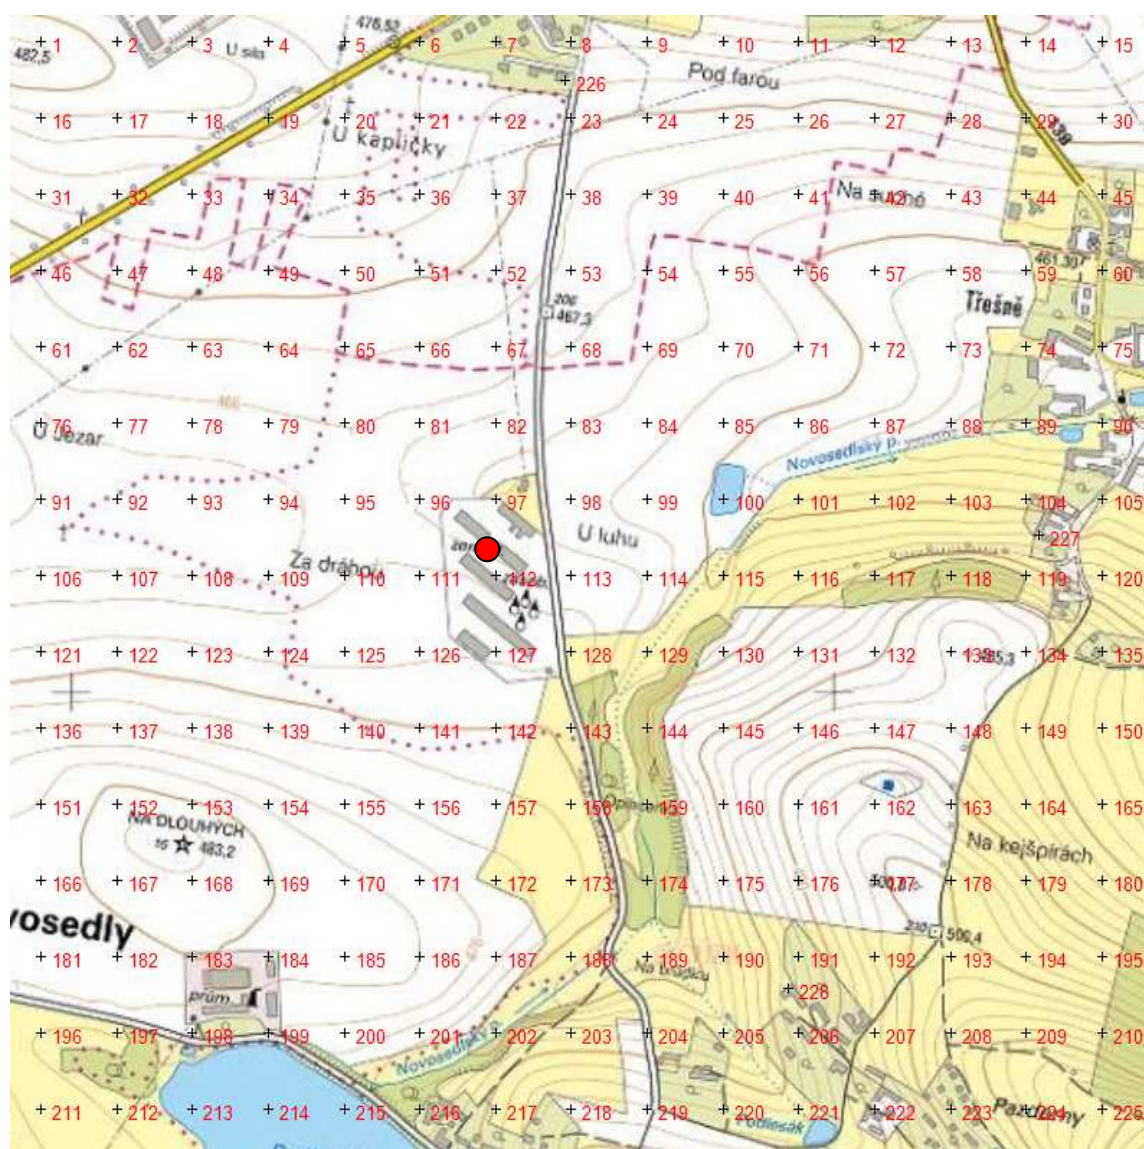 482,5
1 2 3 4 5 6 7 8 9 10 11 12 13 14 15
U sila
476,52
Pod farou
226
16 17 18 19 20 21 22 23 24 25 26 27 28 29 30
U kapličky
31 32 33 34 35 36 37 38 39 40 41 42 43 44 45
46 47 48 49 50 51 52 53 54 55 56 57 58 59 60
Třešně
206
467,3
61 62 63 64 65 66 67 68 69 70 71 72 73 74 75
76 77 78 79 80 81 82 83 84 85 86 87 88 89 90
U Jezar
Novosedlský p.
91 92 93 94 95 96 97 98 99 100 101 102 103 104 105
U luhu
227
Za dráhou
106 107 108 109 110 111 112 113 114 115 116 117 118 119 120
121 122 123 124 125 126 127 128 129 130 131 132 133 134 135
136 137 138 139 140 141 142 143 144 145 146 147 148 149 150
151 152 153 154 155 156 157 158 159 160 161 162 163 164 165
NA DLOUHÝCH
483,2
Na kejšpírách
166 167 168 169 170 171 172 173 174 175 176 177 178 179 180
vosedly
210 506,4
181 182 183 184 185 186 187 188 189 190 191 192 193 194 195
prům.
228
196 197 198 199 200 201 202 203 204 205 206 207 208 209 210
Novosedlský
211 212 213 214 215 216 217 218 219 220 221 222 223 224 225
Podlesák
Pazderny